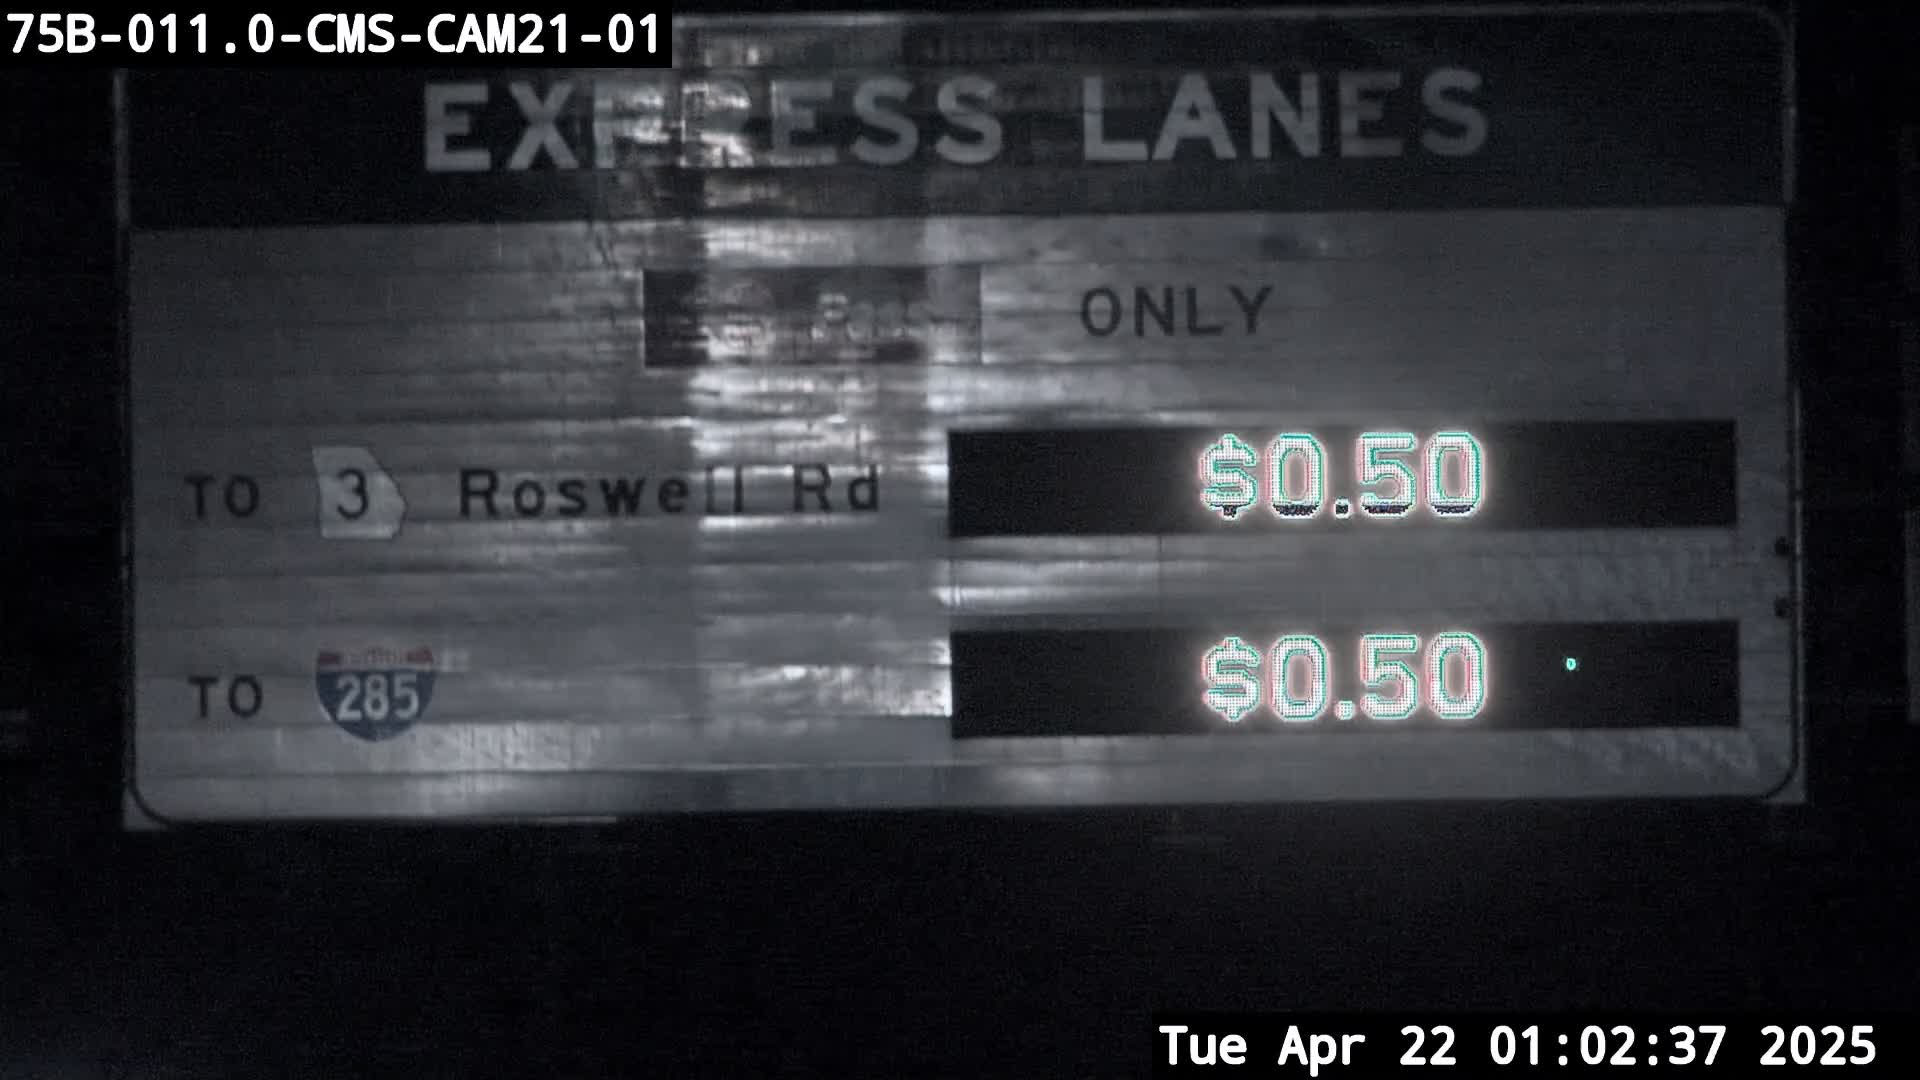 75B-011.0-CMS-CAM21-01
EXPRESS LANES
Pass ONLY
TO 3 Roswell Rd $0.50
TO 285 $0.50
Tue Apr 22 01:02:37 2025